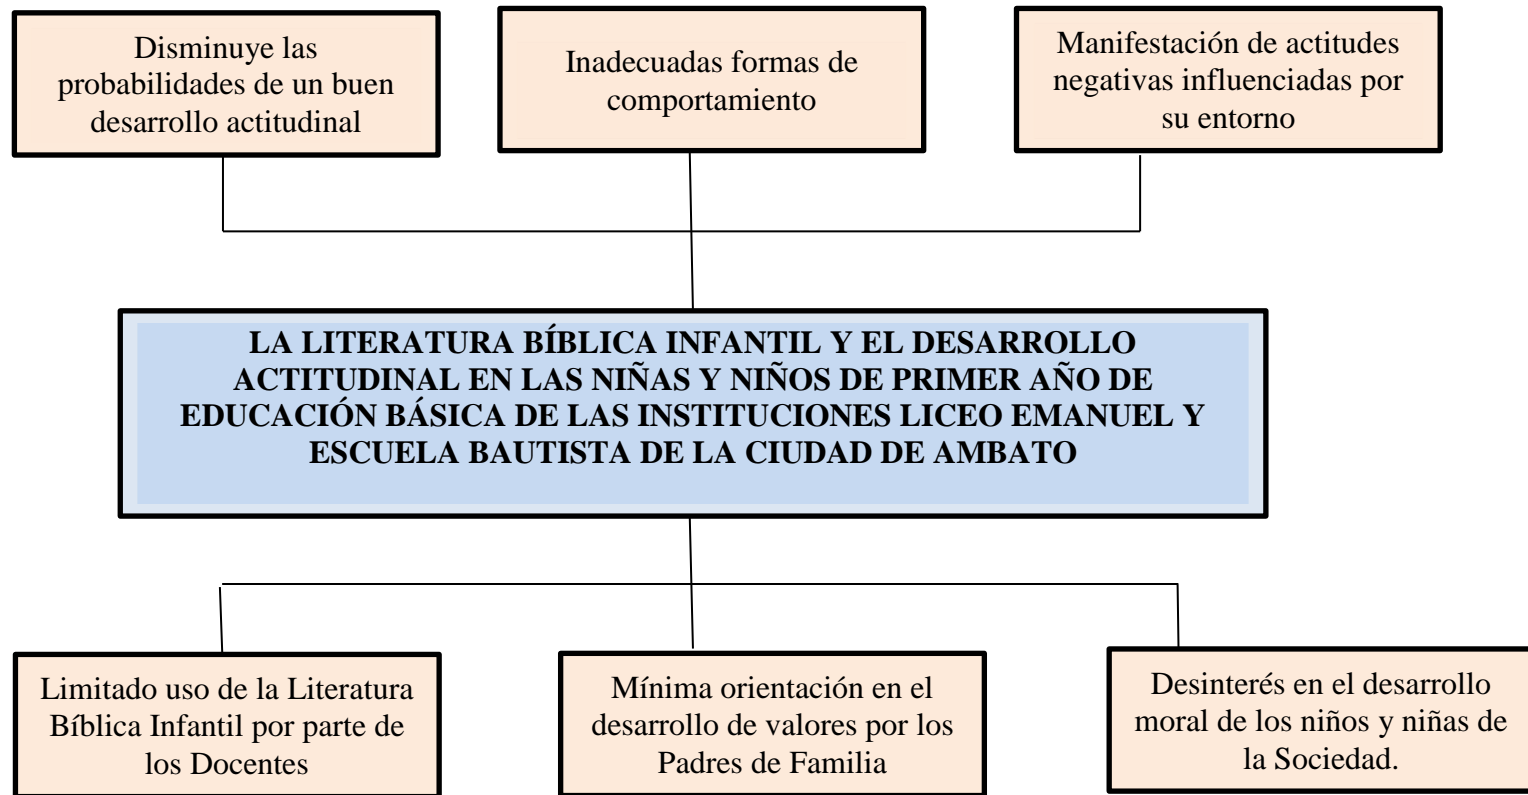 Disminuye las
probabilidades de un buen
desarrollo actitudinal
Inadecuadas formas de
comportamiento
Manifestación de actitudes
negativas influenciadas por
su entorno
LA LITERATURA BÍBLICA INFANTIL Y EL DESARROLLO
ACTITUDINAL EN LAS NIÑAS Y NIÑOS DE PRIMER AÑO DE
EDUCACIÓN BÁSICA DE LAS INSTITUCIONES LICEO EMANUEL Y
ESCUELA BAUTISTA DE LA CIUDAD DE AMBATO
Limitado uso de la Literatura
Bíblica Infantil por parte de
los Docentes
Mínima orientación en el
desarrollo de valores por los
Padres de Familia
Desinterés en el desarrollo
moral de los niños y niñas de
la Sociedad.